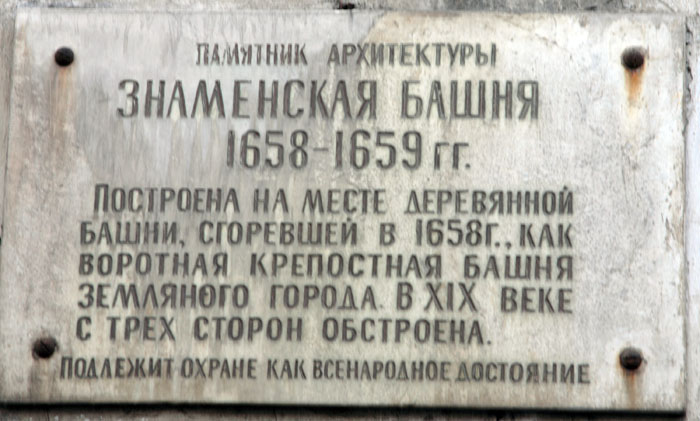 ПАМЯТНИК АРХИТЕКТУРЫ
ЗНАМЕНСКАЯ БАШНЯ
1658-1659 ГГ.
ПОСТРОЕНА НА МЕСТЕ ДЕРЕВЯННОЙ
БАШНИ, СГОРЕВШЕЙ В 1658Г., КАК
ВОРОТНАЯ КРЕПОСТНАЯ БАШНЯ
ЗЕМЛЯНОГО ГОРОДА. В XIX ВЕКЕ
С ТРЕХ СТОРОН ОБСТРОЕНА.
ПОДЛЕЖИТ ОХРАНЕ КАК ВСЕНАРОДНОЕ ДОСТОЯНИЕ